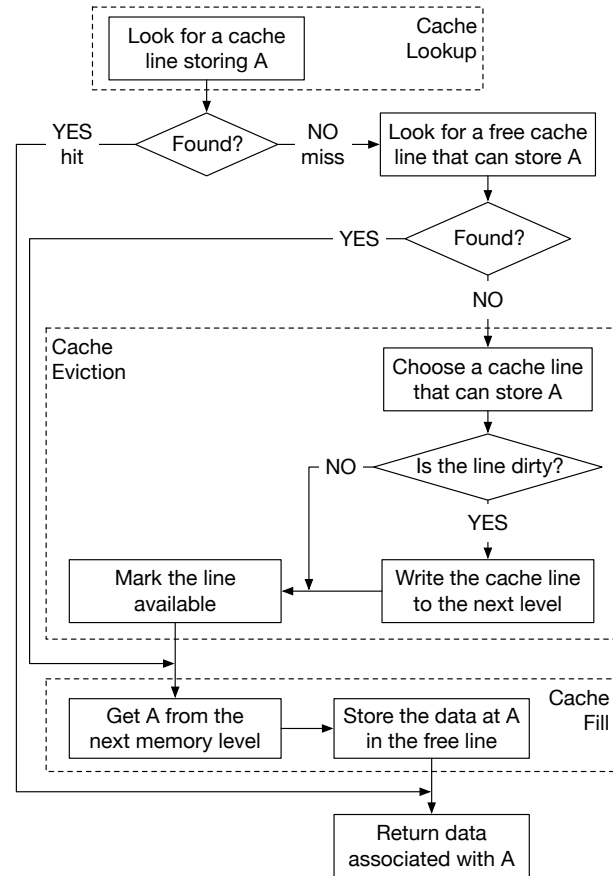 Look for a cache
line storing A
Cache
Lookup
YES
hit
Found?
NO
miss
Look for a free cache
line that can store A
YES
Found?
NO
Cache
Eviction
Choose a cache line
that can store A
NO
Is the line dirty?
YES
Mark the line
available
Write the cache line
to the next level
Get A from the
next memory level
Store the data at A
in the free line
Cache
Fill
Return data
associated with A